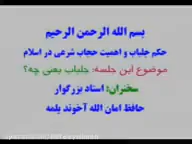 بسم الله الرحمن الرحیم
حکم جلباب و اهمیت حجاب شرعی در اسلام
موضوع این جلسه: جلباب یعنی چه؟
سخنران: استاد بزرگوار
حافظ امان الله آخوند یلمه